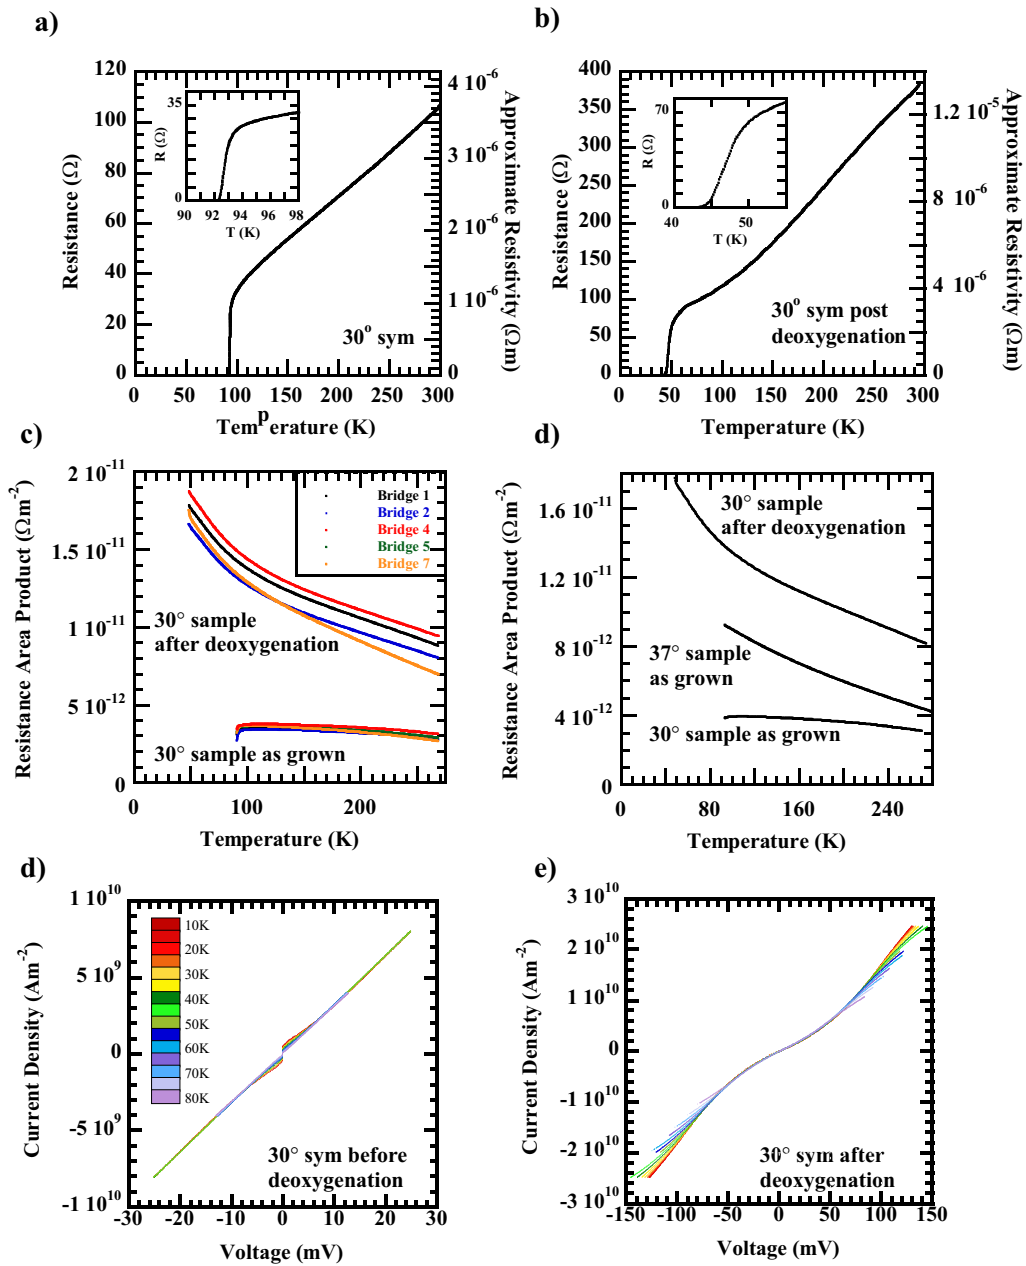 a)
b)
120
100
80
60
40
20
0
Resistance (Ω)
0 50 100 150 200 250 300
Temperature (K)
4 10-6
3 10-6
2 10-6
1 10-6
0
Approximate Resistivity (Ωm)
35
0
R (Ω)
90 92 94 96 98
T (K)
30o sym
400
350
300
250
200
150
100
50
0
Resistance (Ω)
0 50 100 150 200 250 300
Temperature (K)
1.2 10-5
8 10-6
4 10-6
0
Approximate Resistivity (Ωm)
70
0
R (Ω)
40 50
T (K)
30o sym post
deoxygenation
c)
d)
2 10-11
1.5 10-11
1 10-11
5 10-12
0
Resistance Area Product (Ωm-2)
Bridge 1
Bridge 2
Bridge 4
Bridge 5
Bridge 7
30° sample
after deoxygenation
30° sample as grown
0 100 200
Temperature (K)
1.6 10-11
1.2 10-11
8 10-12
4 10-12
0
Resistance Area Product (Ωm-2)
30° sample
after deoxygenation
37° sample
as grown
30° sample as grown
0 80 160 240
Temperature (K)
d)
e)
1 1010
5 109
0
-5 109
-1 1010
Current Density (Am-2)
10K
20K
30K
40K
50K
60K
70K
80K
30° sym before
deoxygenation
-30 -20 -10 0 10 20 30
Voltage (mV)
3 1010
2 1010
1 1010
0
-1 1010
-2 1010
-3 1010
Current Density (Am-2)
30° sym after
deoxygenation
-150 -100 -50 0 50 100 150
Voltage (mV)